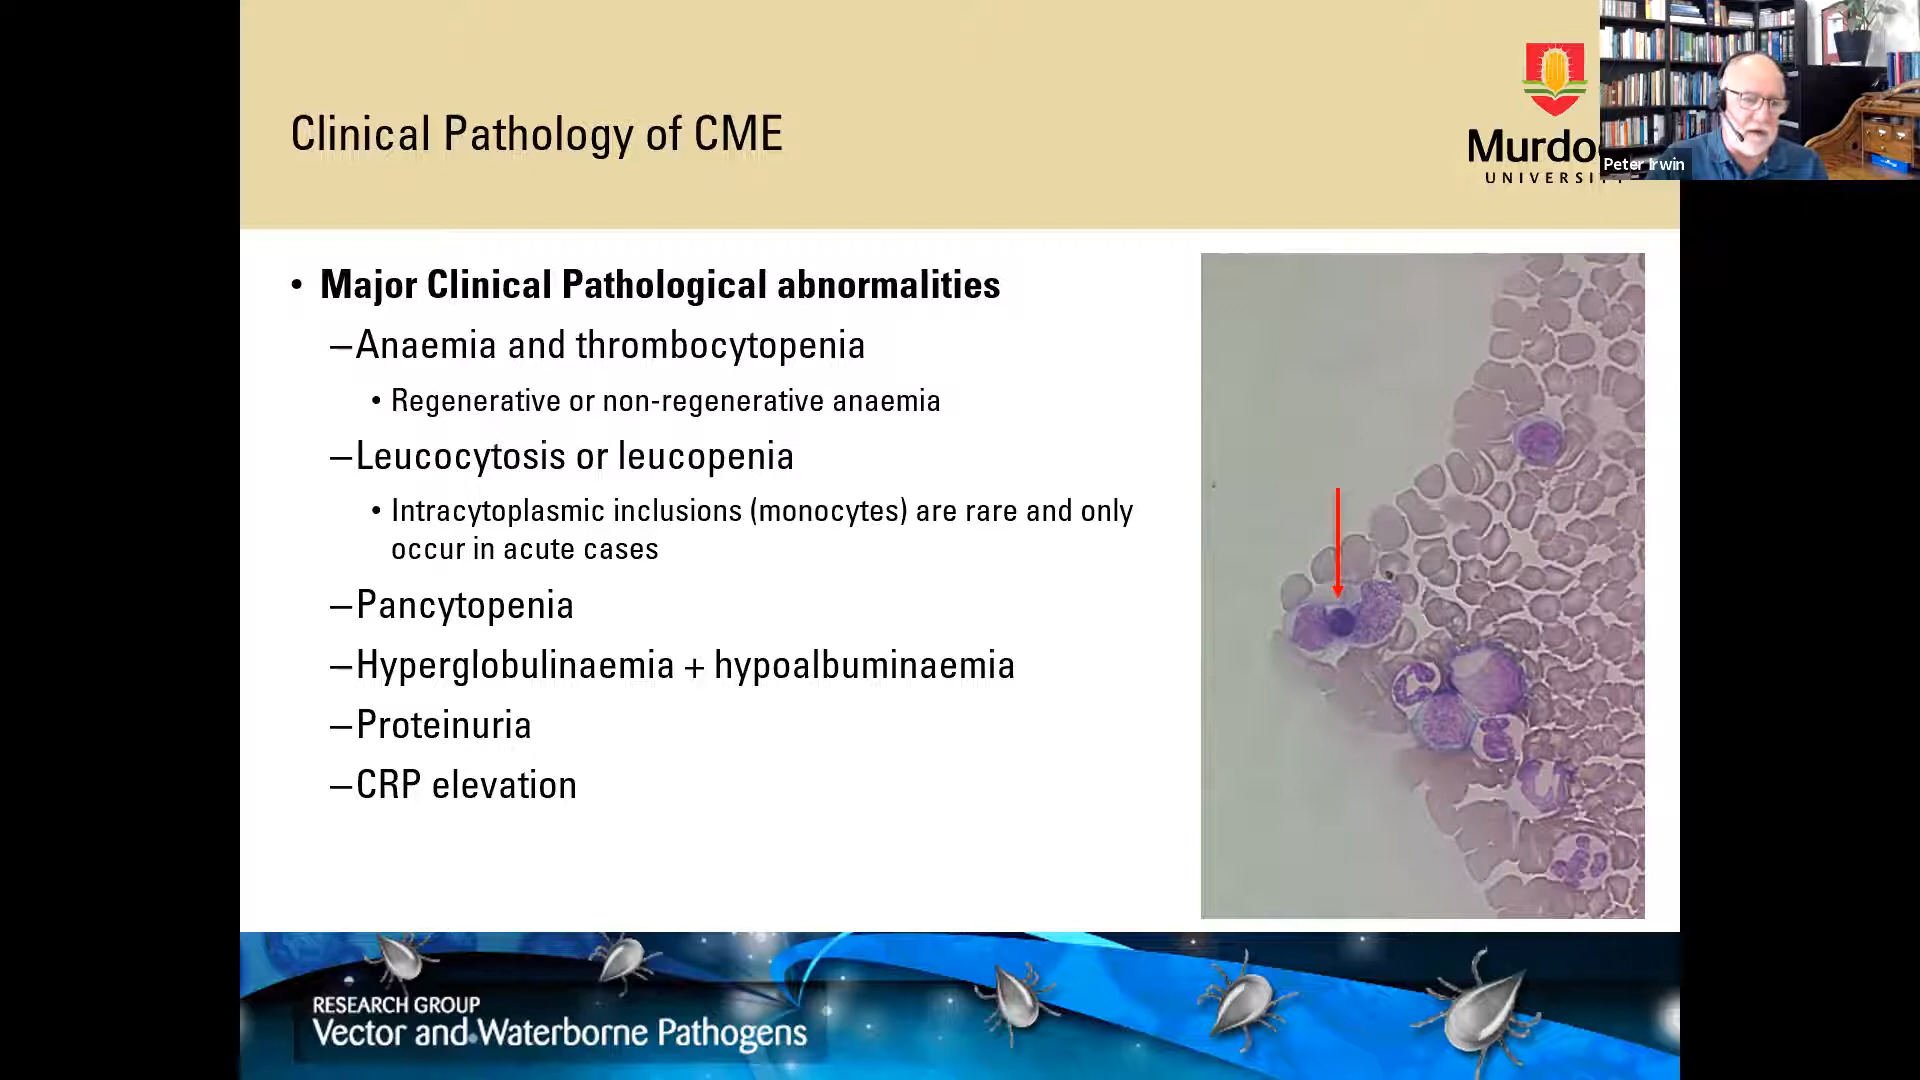 Clinical Pathology of CME
Murdo
UNIVERSI
Peter Irwin
• Major Clinical Pathological abnormalities
–Anaemia and thrombocytopenia
• Regenerative or non-regenerative anaemia
–Leucocytosis or leucopenia
• Intracytoplasmic inclusions (monocytes) are rare and only
occur in acute cases
–Pancytopenia
–Hyperglobulinaemia + hypoalbuminaemia
–Proteinuria
–CRP elevation
RESEARCH GROUP
Vector and Waterborne Pathogens